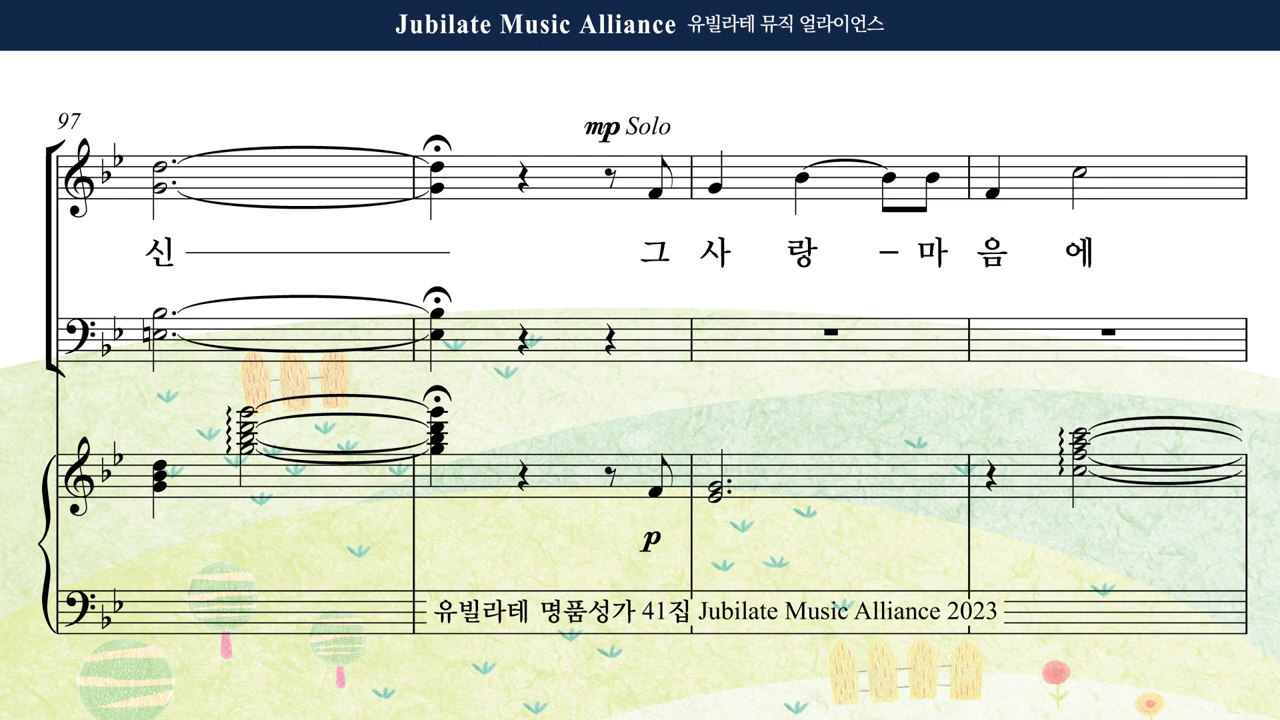 Jubilate Music Alliance 유빌라테 뮤직 얼라이언스
97
mp Solo
신 그 사 랑 - 마 음 에
p
유빌라테 명품성가 41집 Jubilate Music Alliance 2023